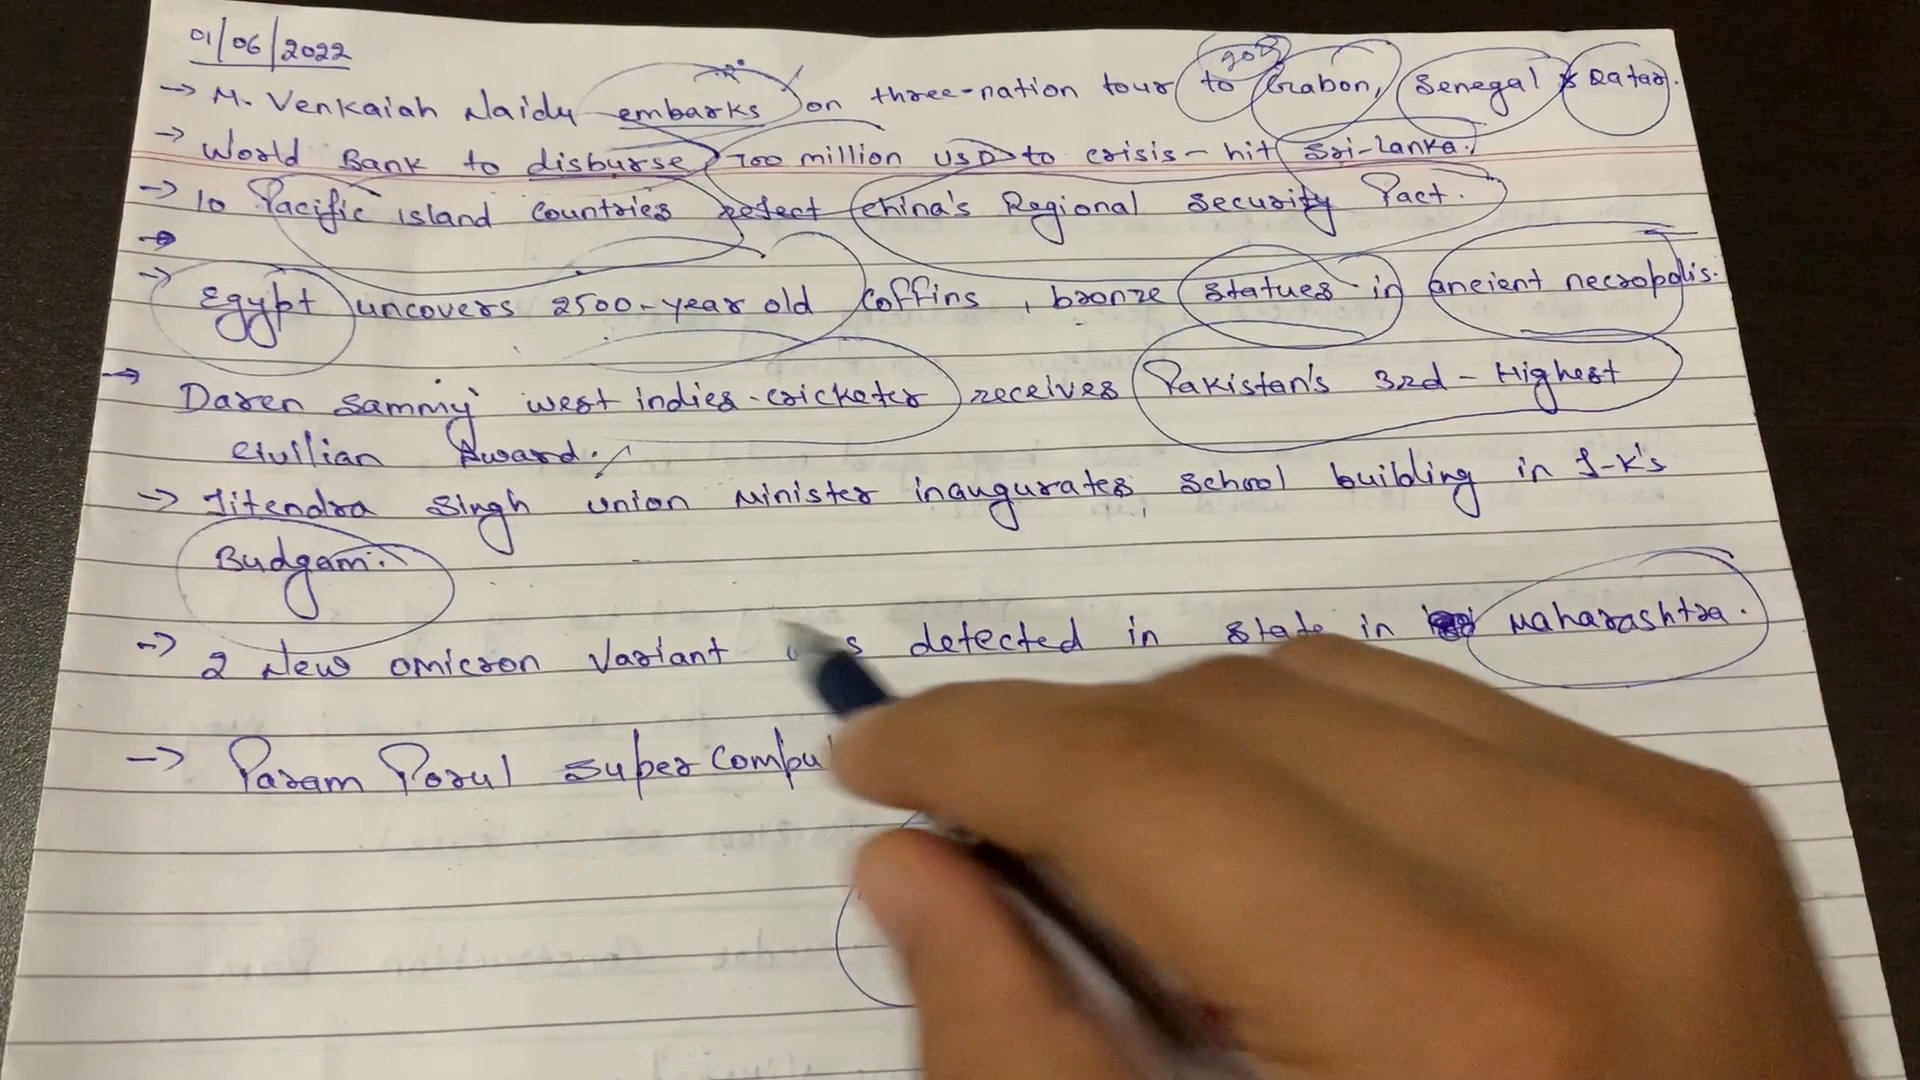 01/06/2022
→ M. Venkaiah Naidu embarks on three-nation tour to Gabon, Senegal & Qatar.
→ World Bank to disburse 700 million USD to crisis-hit Sri-lanka.
→ 10 Pacific island countries reject China's Regional security Pact.
→
→ Egypt uncovers 2500-year old coffins, bronze statues in ancient necropolis.
→ Daren Sammy west indies-cricketer receives Pakistan's 3rd-Highest
civilian Award.
→ Jitendra Singh union Minister inaugurates school building in J-K's
Budgam.
→ 2 New omicron Variant detected in state in Maharashtra.
→ Param Porul super